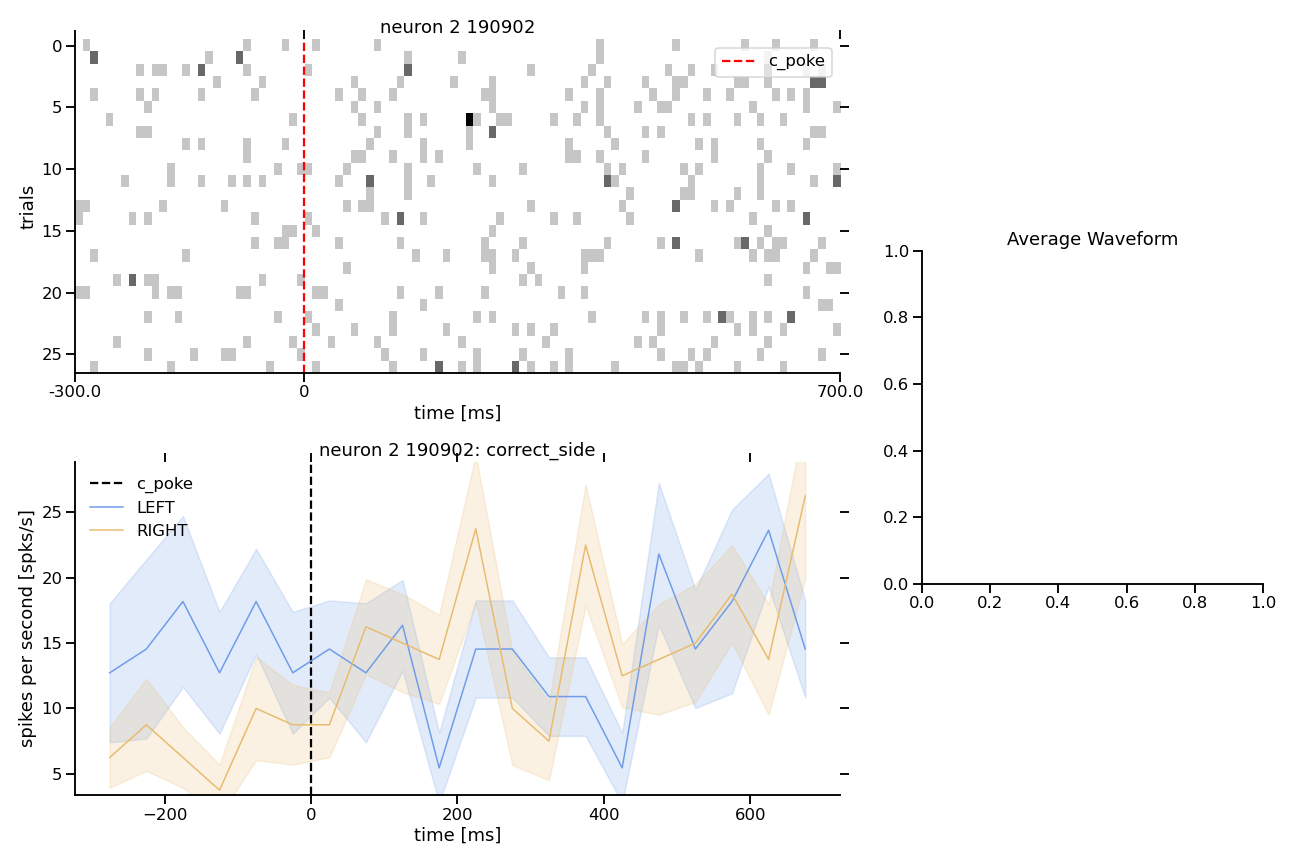 neuron 2 190902
c_poke
0
5
10
15
20
25
trials
-300.0
0
700.0
time [ms]
neuron 2 190902: correct_side
c_poke
LEFT
RIGHT
25
20
15
10
5
spikes per second [spks/s]
−200
0
200
400
600
time [ms]
Average Waveform
1.0
0.8
0.6
0.4
0.2
0.0
0.0
0.2
0.4
0.6
0.8
1.0